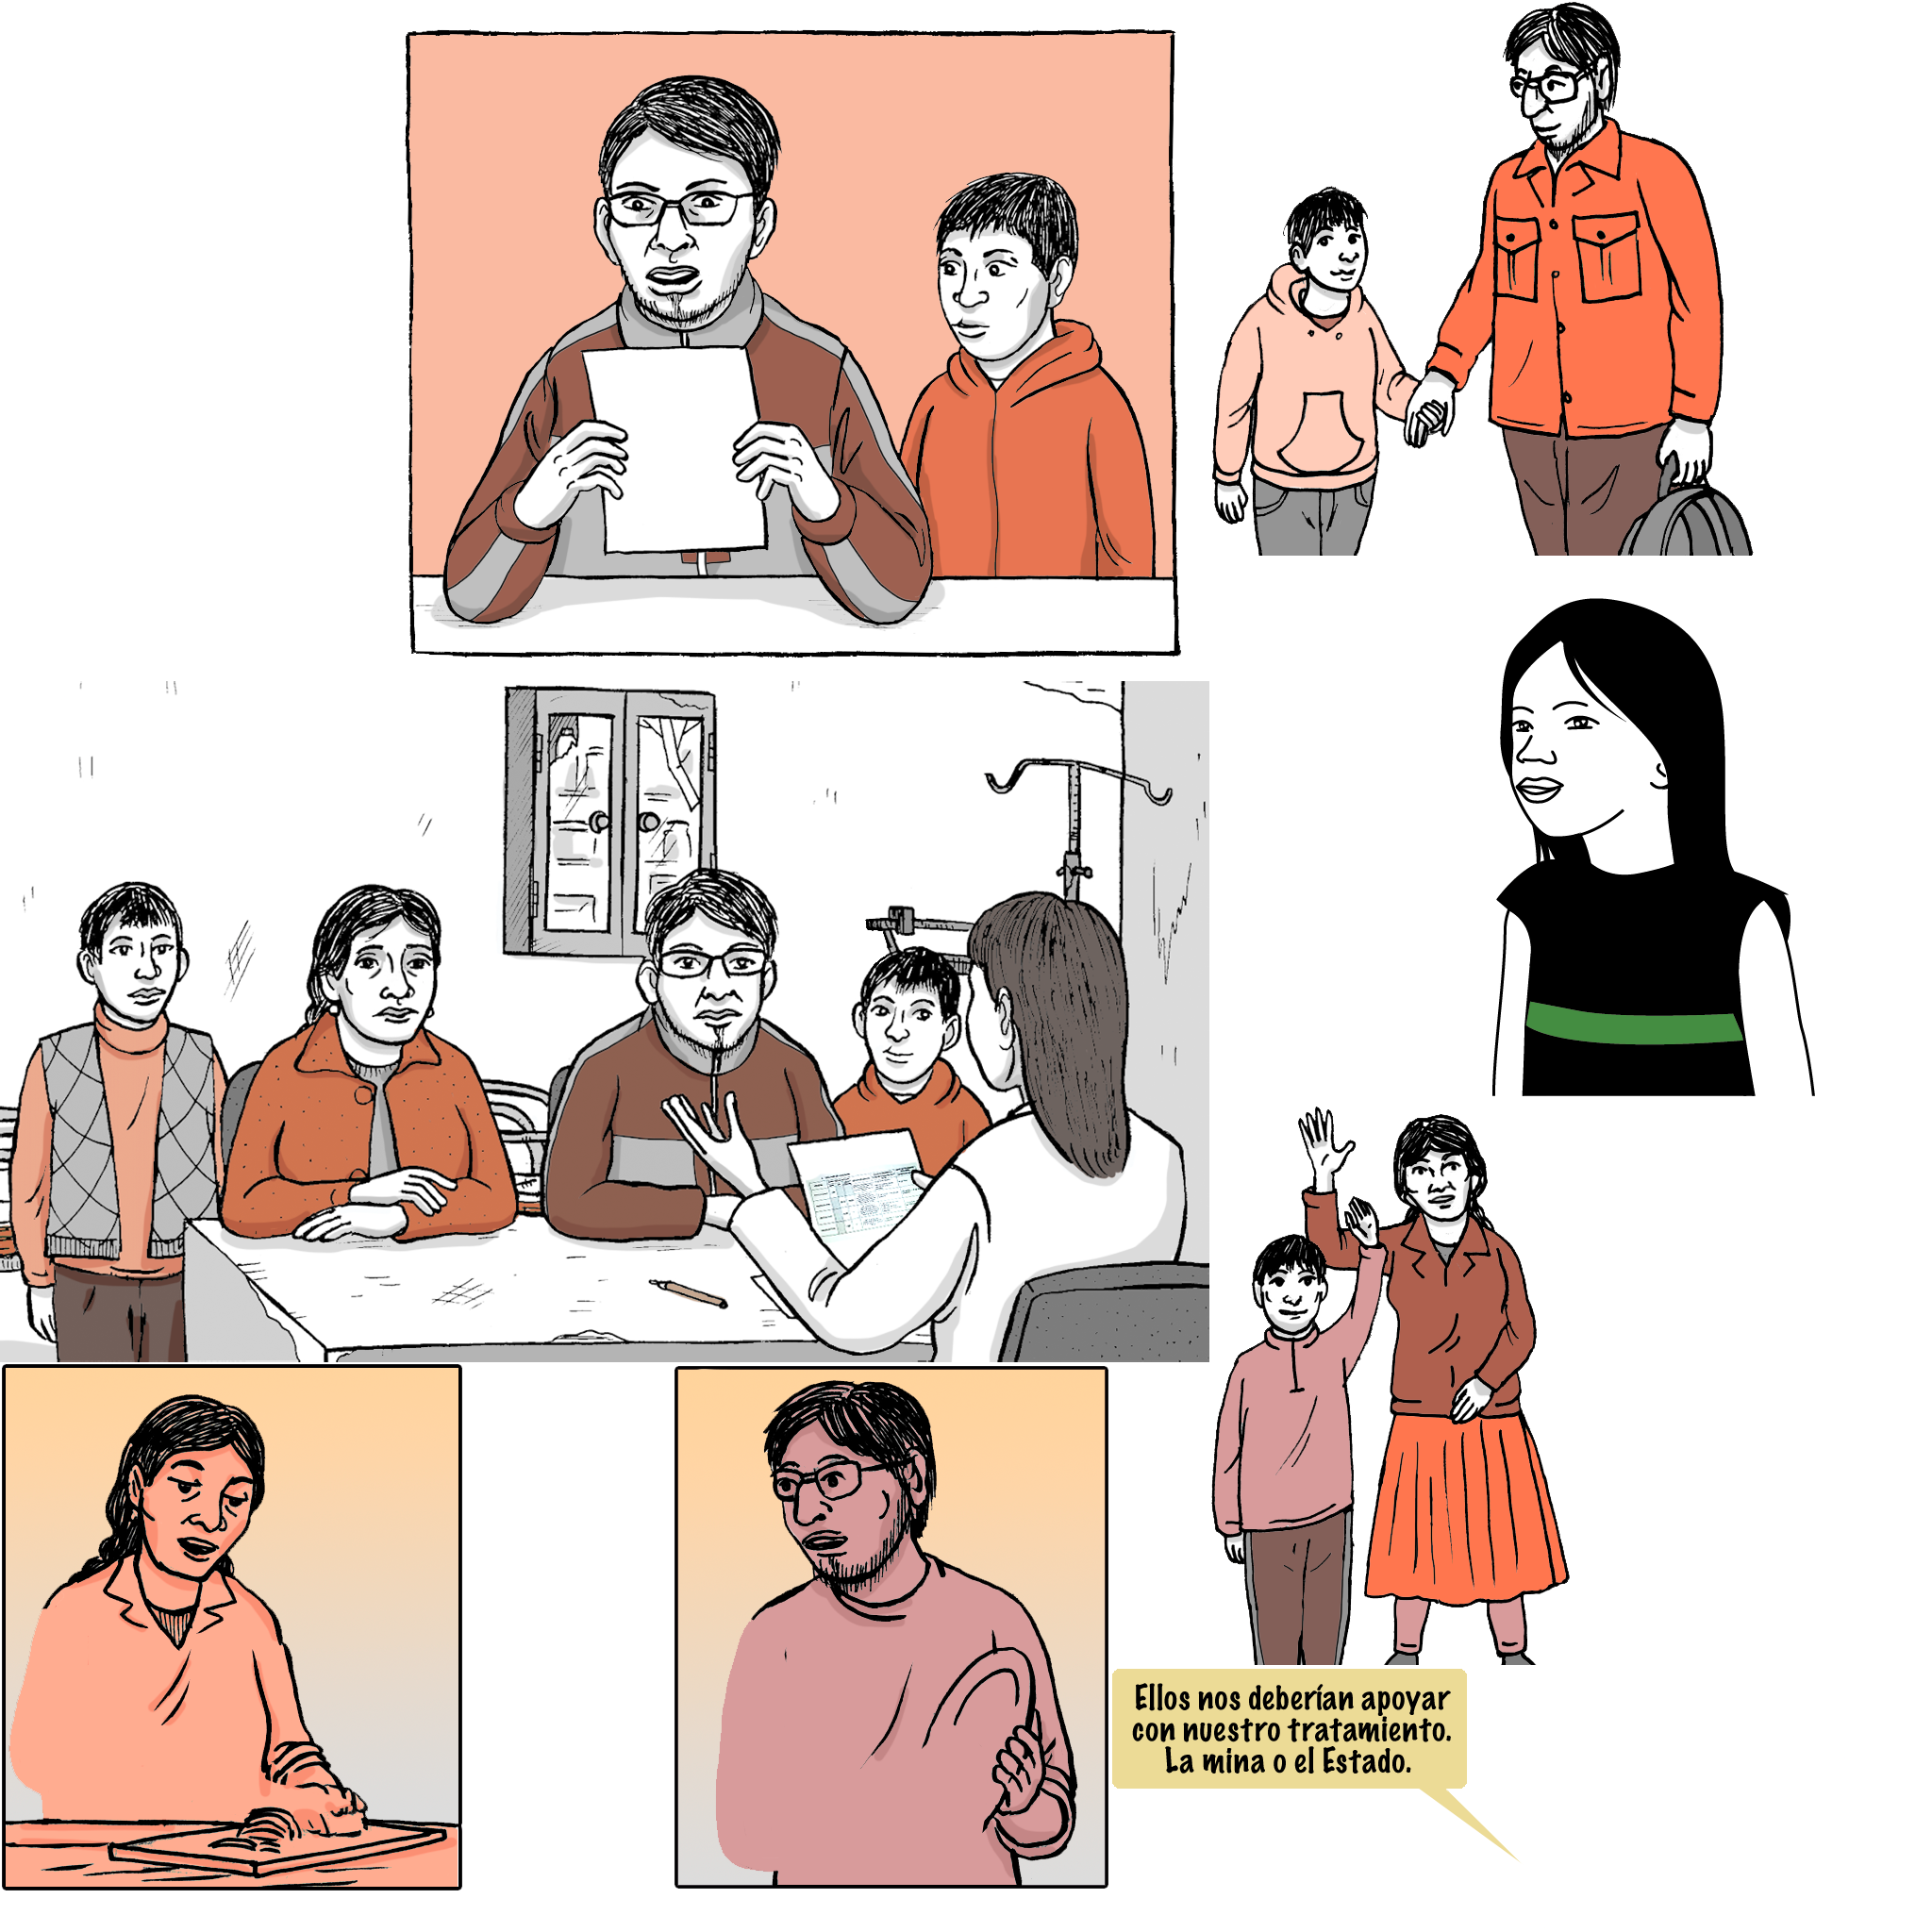 Ellos nos deberían apoyar
con nuestro tratamiento.
La mina o el Estado.